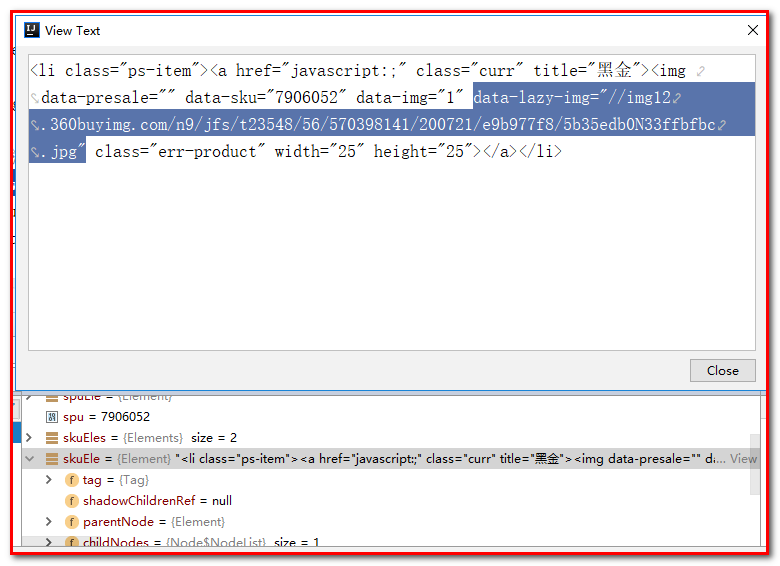 View Text
<li class="ps-item"><a href="javascript:;" class="curr" title="黑金"><img
data-presale="" data-sku="7906052" data-img="1" data-lazy-img="//img12
.360buyimg.com/n9/jfs/t23548/56/570398141/200721/e9b977f8/5b35edb0N33ffbfbc
.jpg" class="err-product" width="25" height="25"></a></li>
Close
spuEle = {Element}
spu = 7906052
skuEles = {Elements} size = 2
skuEle = {Element} "<li class="ps-item"><a href="javascript:;" class="curr" title="黑金"><img data-presale="" da... View
tag = {Tag}
shadowChildrenRef = null
parentNode = {Element}
childNodes = {Node$NodeList} size = 1